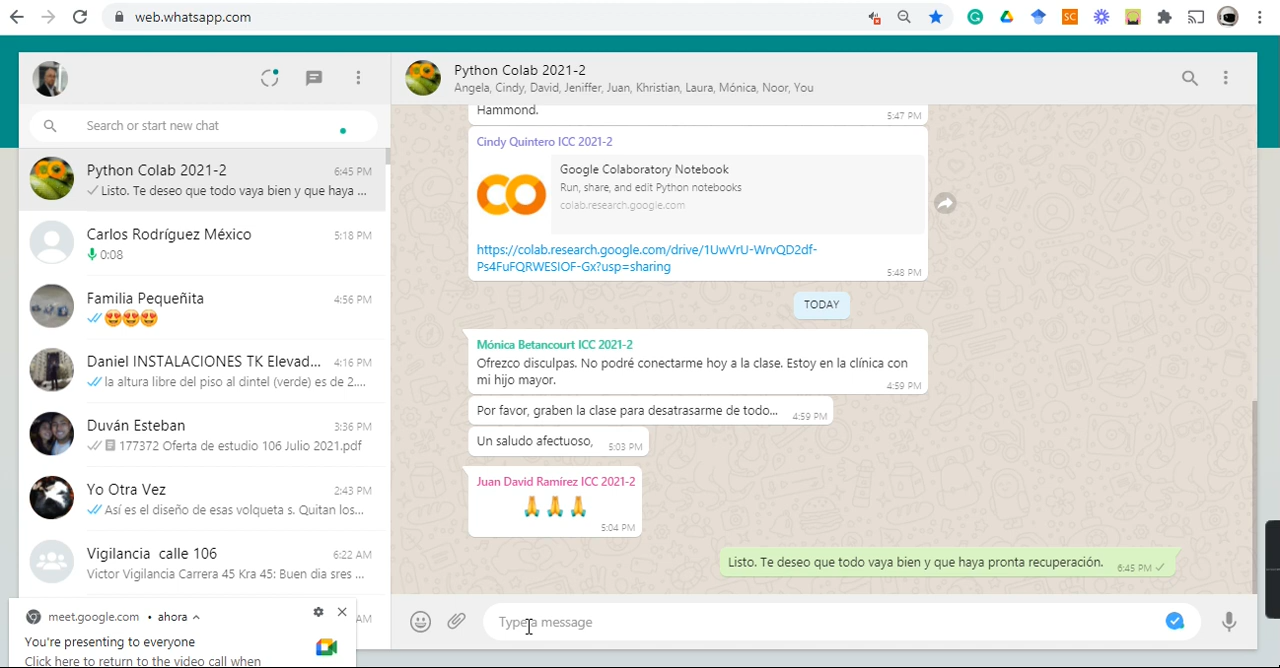 web.whatsapp.com
SC
Search or start new chat
Python Colab 2021-2
6:45 PM
Listo. Te deseo que todo vaya bien y que haya ...
Carlos Rodríguez México
5:18 PM
0:08
Familia Pequeñita
4:56 PM
Daniel INSTALACIONES TK Elevad...
4:16 PM
la altura libre del piso al dintel (verde) es de 2....
Duván Esteban
3:36 PM
177372 Oferta de estudio 106 Julio 2021.pdf
Yo Otra Vez
2:43 PM
Así es el diseño de esas volqueta s. Quitan los...
Vigilancia calle 106
6:22 AM
Victor Vigilancia Carrera 45 Kra 45: Buen dia sres ...
AM
meet.google.com • ahora
You're presenting to everyone
Click here to return to the video call when
Python Colab 2021-2
Angela, Cindy, David, Jeniffer, Juan, Khristian, Laura, Mónica, Noor, You
Hammond.
5:47 PM
Cindy Quintero ICC 2021-2
Google Colaboratory Notebook
Run, share, and edit Python notebooks
colab.research.google.com
https://colab.research.google.com/drive/1UwVrU-WrvQD2df-
Ps4FuFQRWESIOF-Gx?usp=sharing
5:48 PM
TODAY
Mónica Betancourt ICC 2021-2
Ofrezco disculpas. No podré conectarme hoy a la clase. Estoy en la clínica con
mi hijo mayor.
4:59 PM
Por favor, graben la clase para desatrasarme de todo...
4:59 PM
Un saludo afectuoso,
5:03 PM
Juan David Ramírez ICC 2021-2
5:04 PM
Listo. Te deseo que todo vaya bien y que haya pronta recuperación.
6:45 PM
Type a message